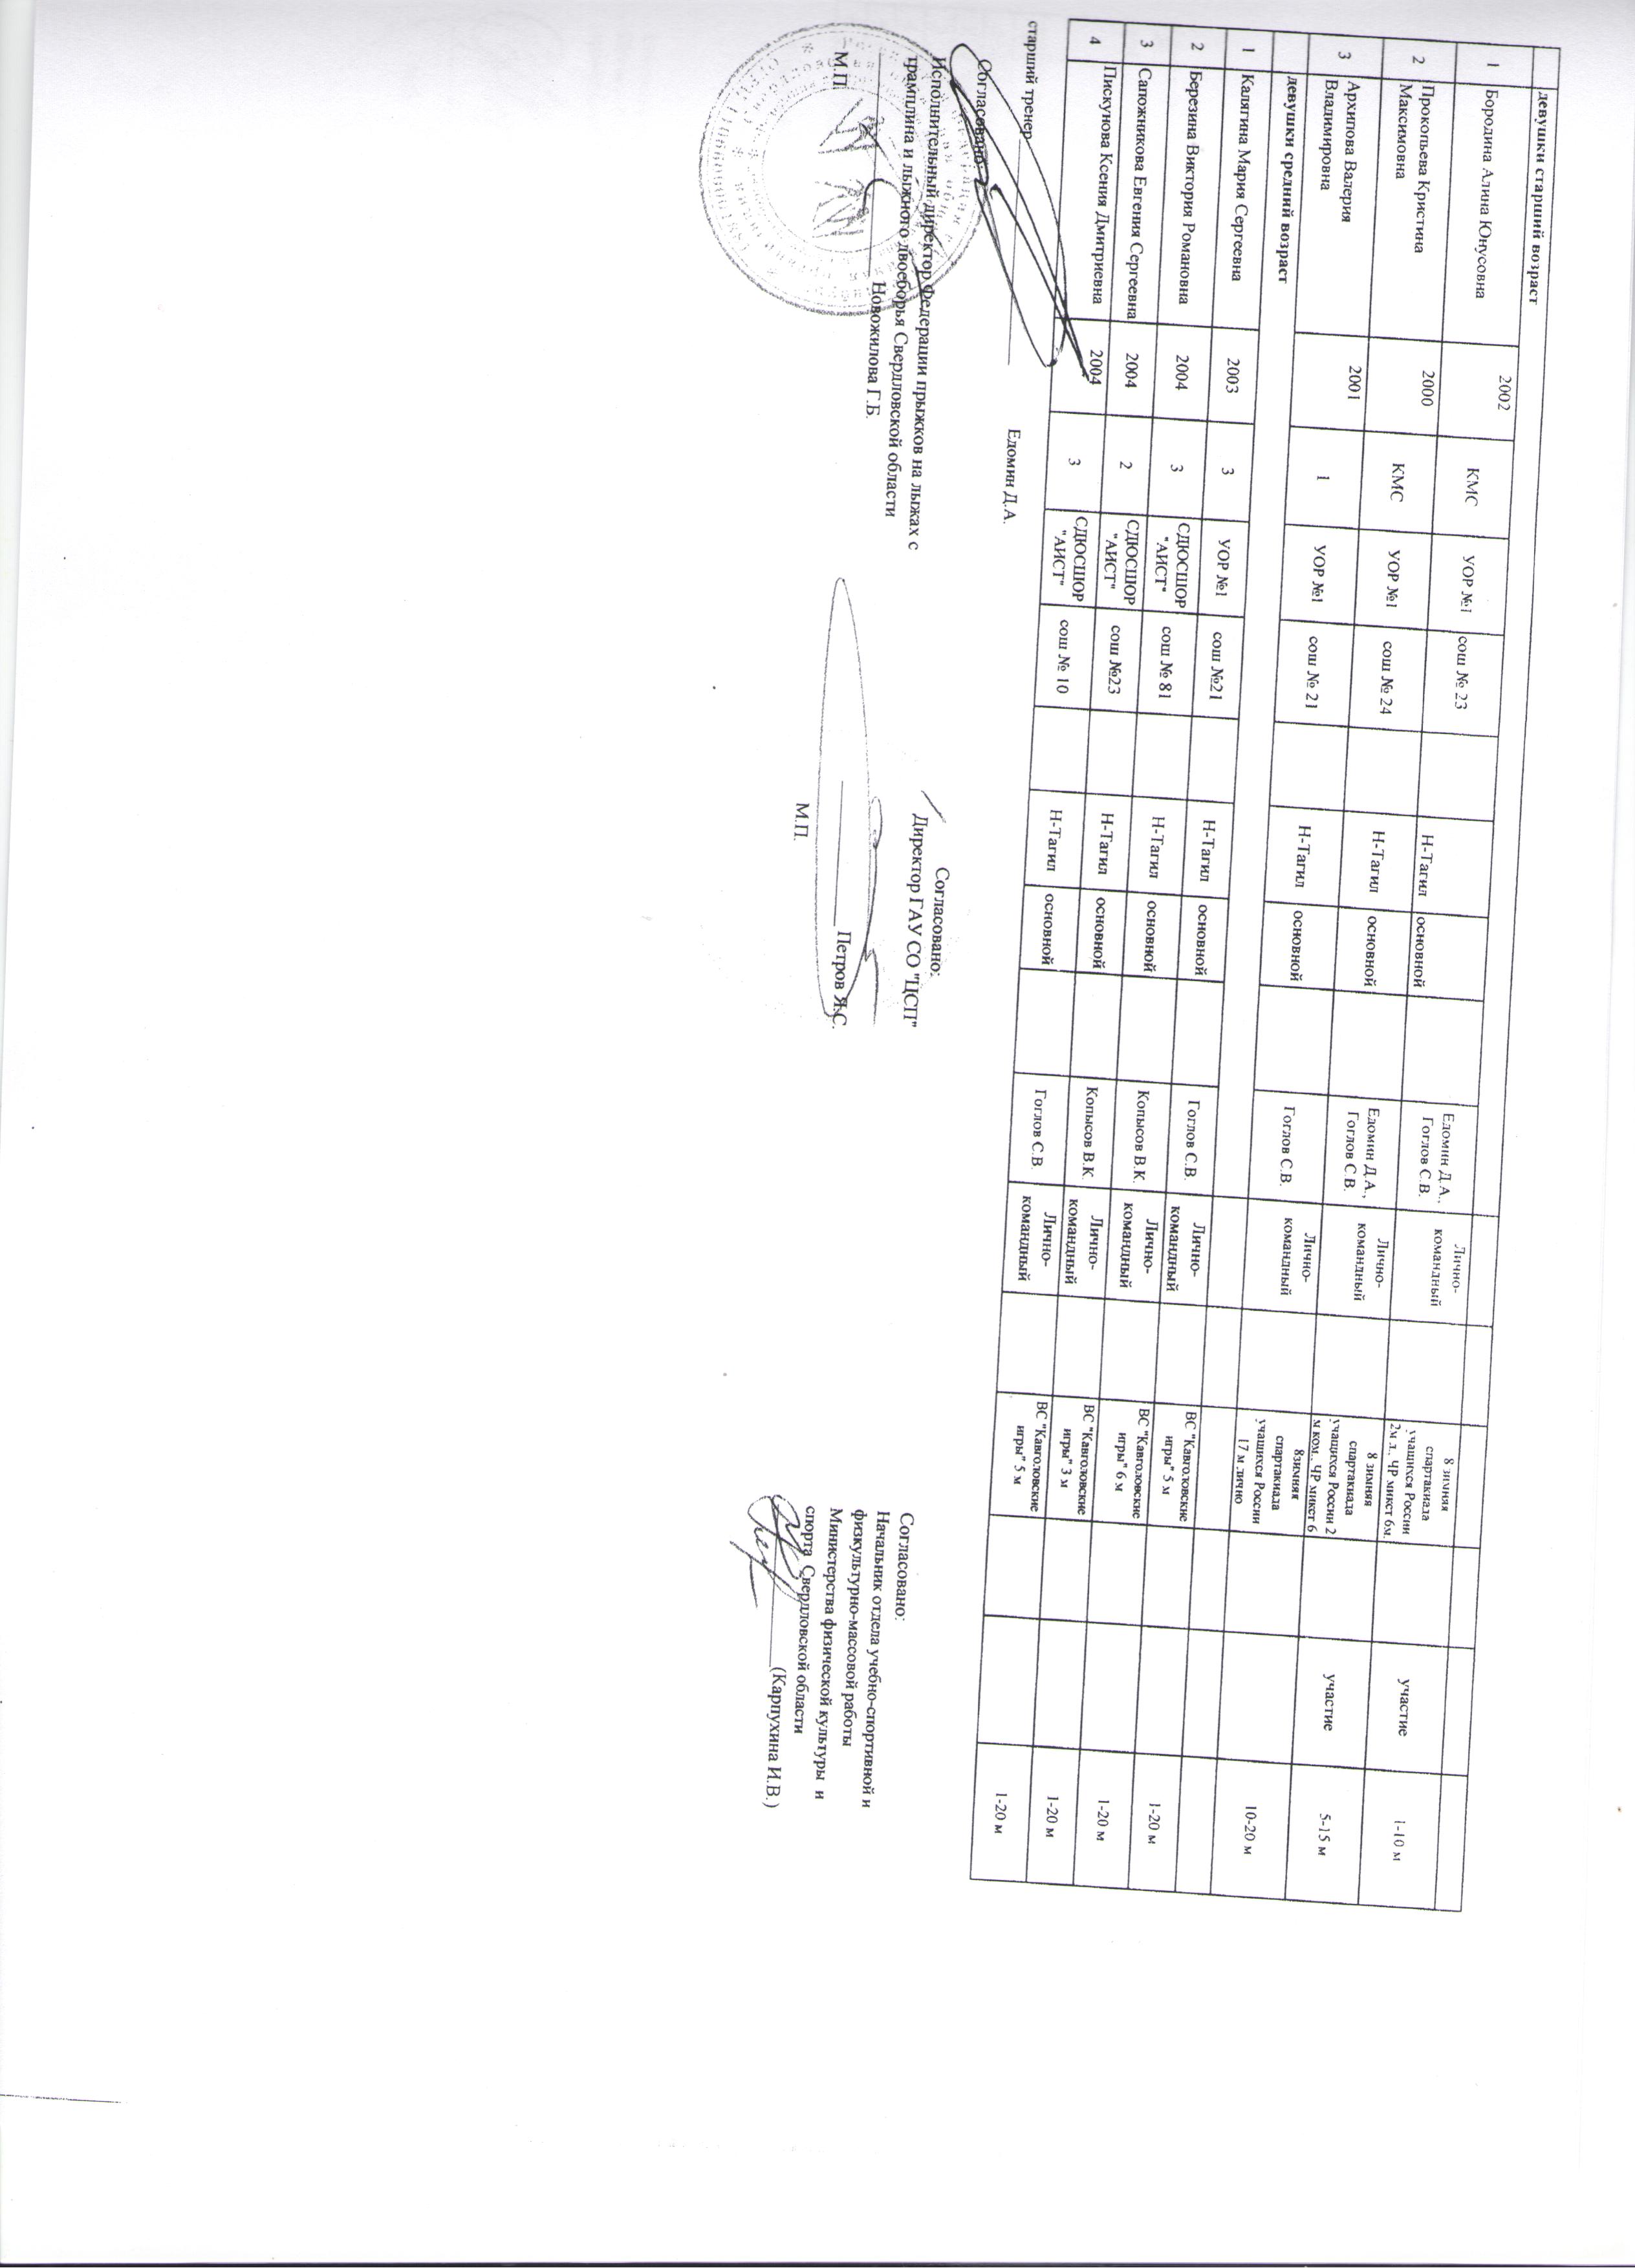 девушки старший возраст
1 Бородина Алина Юнусовна 2002 КМС УОР №1 сош № 23 Н-Тагил основной Едомин Д.А., Гоглов С.В. Лично-командный 8 зимняя спартакиада учащихся России 2м л., ЧР микст 6м. участие 1-10 м
2 Прокопьева Кристина Максимовна 2000 КМС УОР №1 сош № 24 Н-Тагил основной Едомин Д.А., Гоглов С.В. Лично-командный 8 зимняя спартакиада учащихся России 2 м ком., ЧР микст 6 участие 5-15 м
3 Архипова Валерия Владимировна 2001 1 УОР №1 сош № 21 Н-Тагил основной Гоглов С.В. Лично-командный 8зимняя спартакиада учащихся России 17 м лично 10-20 м
девушки средний возраст
1 Калягина Мария Сергеевна 2003 3 УОР №1 сош №21 Н-Тагил основной Гоглов С.В. Лично-командный ВС "Кавголовские игры" 5 м 1-20 м
2 Березина Виктория Романовна 2004 3 СДЮСШОР "АИСТ" сош № 81 Н-Тагил основной Копысов В.К. Лично-командный ВС "Кавголовские игры" 6 м 1-20 м
3 Сапожникова Евгения Сергеевна 2004 2 СДЮСШОР "АИСТ" сош №23 Н-Тагил основной Копысов В.К. Лично-командный ВС "Кавголовские игры" 3 м 1-20 м
4 Пискунова Ксения Дмитриевна 2004 3 СДЮСШОР "АИСТ" сош № 10 Н-Тагил основной Гоглов С.В. Лично-командный ВС "Кавголовские игры" 5 м 1-20 м
старший тренер Едомин Д.А.
Согласовано:
Исполнительный директор Федерации прыжков на лыжах с
трамплина и лыжного двоеборья Свердловской области
Новожилова Г.Б.
М.П.
Согласовано:
Директор ГАУ СО "ЦСП"
Петров Я.С.
М.П.
Согласовано:
Начальник отдела учебно-спортивной и
физкультурно-массовой работы
Министерства физической культуры и
спорта Свердловской области
(Карпухина И.В.)